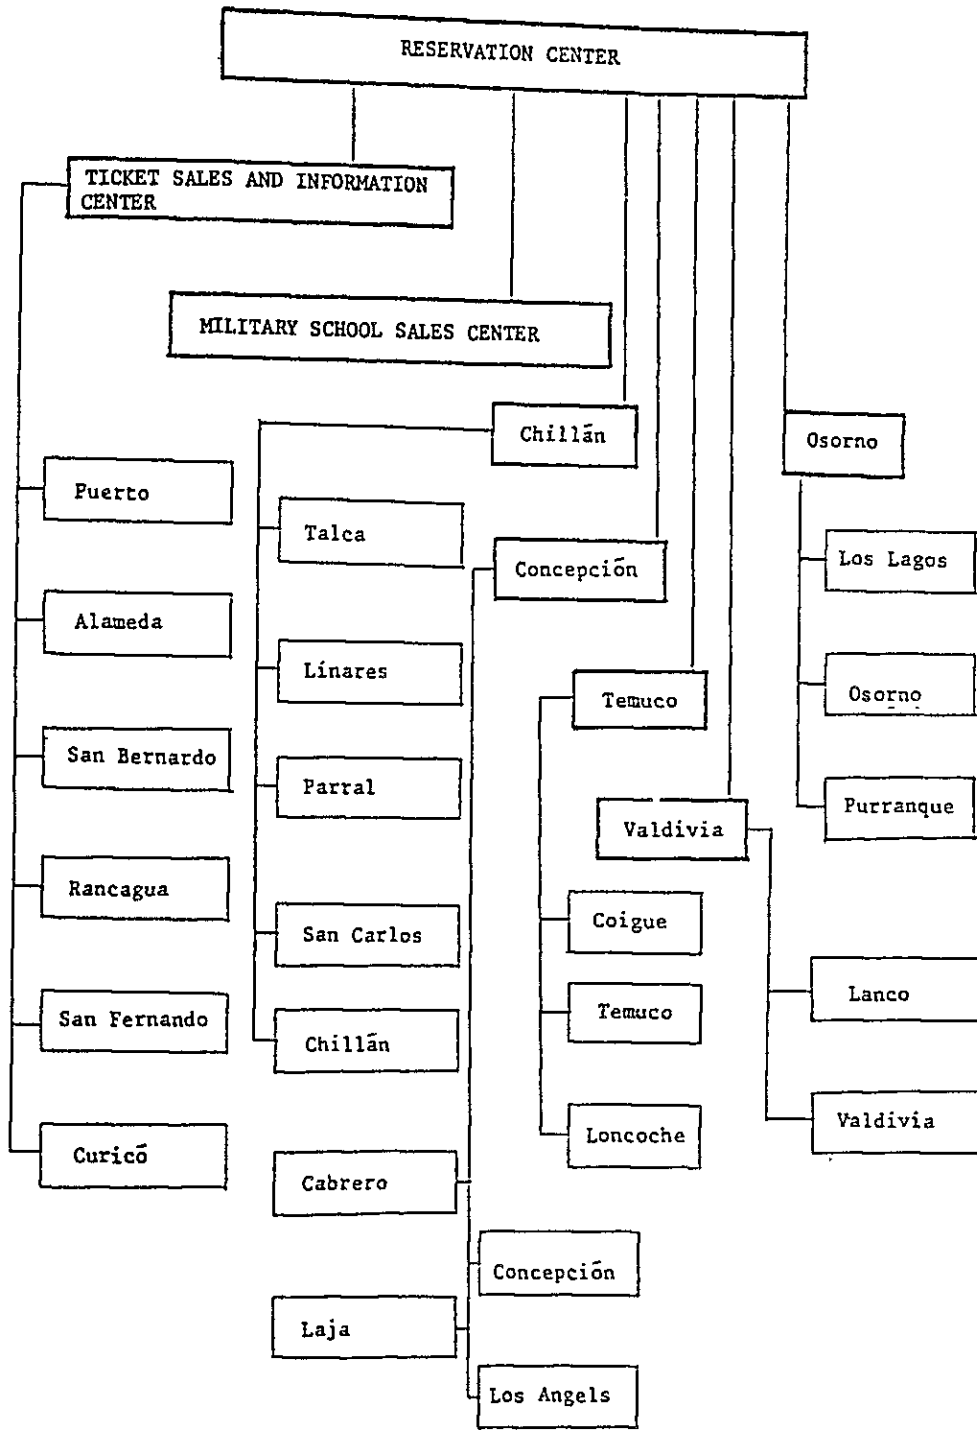 RESERVATION CENTER
TICKET SALES AND INFORMATION
CENTER
MILITARY SCHOOL SALES CENTER
Chillán
Osorno
Puerto
Talca
Concepción
Los Lagos
Alameda
Línares
Temuco
Osorno
San Bernardo
Parral
Valdivia
Purranque
Rancagua
San Carlos
Coigue
Lanco
San Fernando
Chillán
Temuco
Curicó
Loncoche
Valdivia
Cabrero
Concepción
Laja
Los Angels